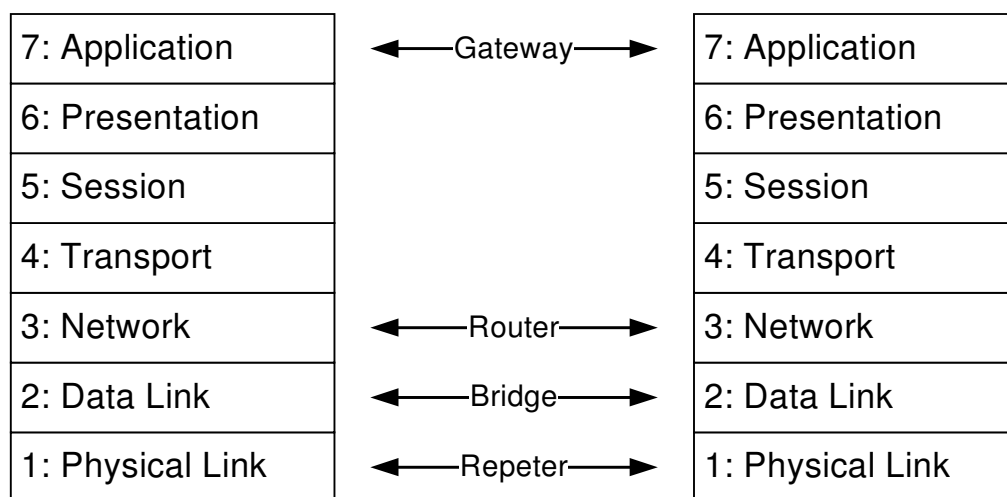 7: Application Gateway 7: Application
6: Presentation 6: Presentation
5: Session 5: Session
4: Transport 4: Transport
3: Network Router 3: Network
2: Data Link Bridge 2: Data Link
1: Physical Link Repeter 1: Physical Link